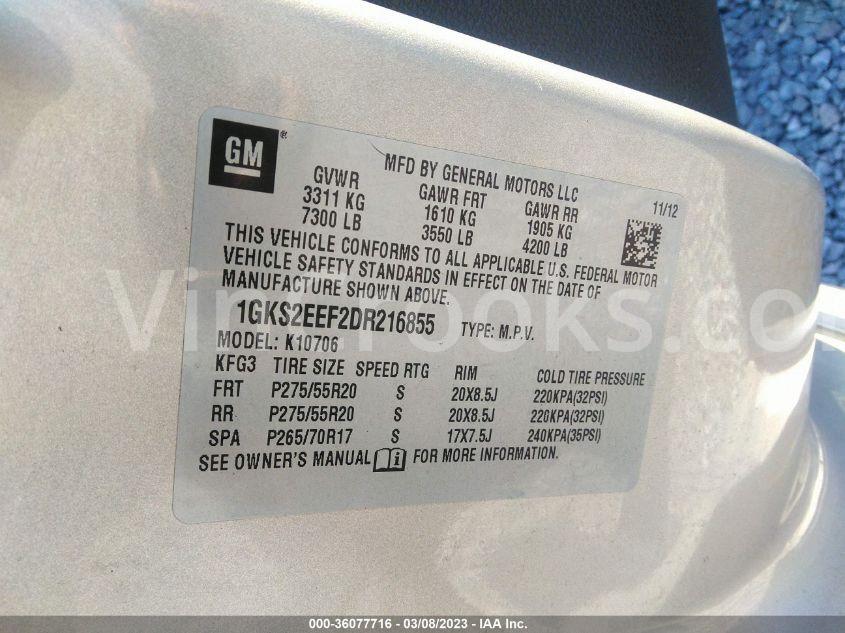 GM ®
MFD BY GENERAL MOTORS LLC
GVWR GAWR FRT GAWR RR 11/12
3311 KG 1610 KG 1905 KG
7300 LB 3550 LB 4200 LB
THIS VEHICLE CONFORMS TO ALL APPLICABLE U.S. FEDERAL MOTOR
VEHICLE SAFETY STANDARDS IN EFFECT ON THE DATE OF
MANUFACTURE SHOWN ABOVE.
1GKS2EEF2DR216855 TYPE: M.P.V.
MODEL: K10706
KFG3 TIRE SIZE SPEED RTG RIM COLD TIRE PRESSURE
FRT P275/55R20 S 20X8.5J 220KPA(32PSI)
RR P275/55R20 S 20X8.5J 220KPA(32PSI)
SPA P265/70R17 S 17X7.5J 240KPA(35PSI)
SEE OWNER'S MANUAL FOR MORE INFORMATION.
000-36077716 - 03/08/2023 - IAA Inc.